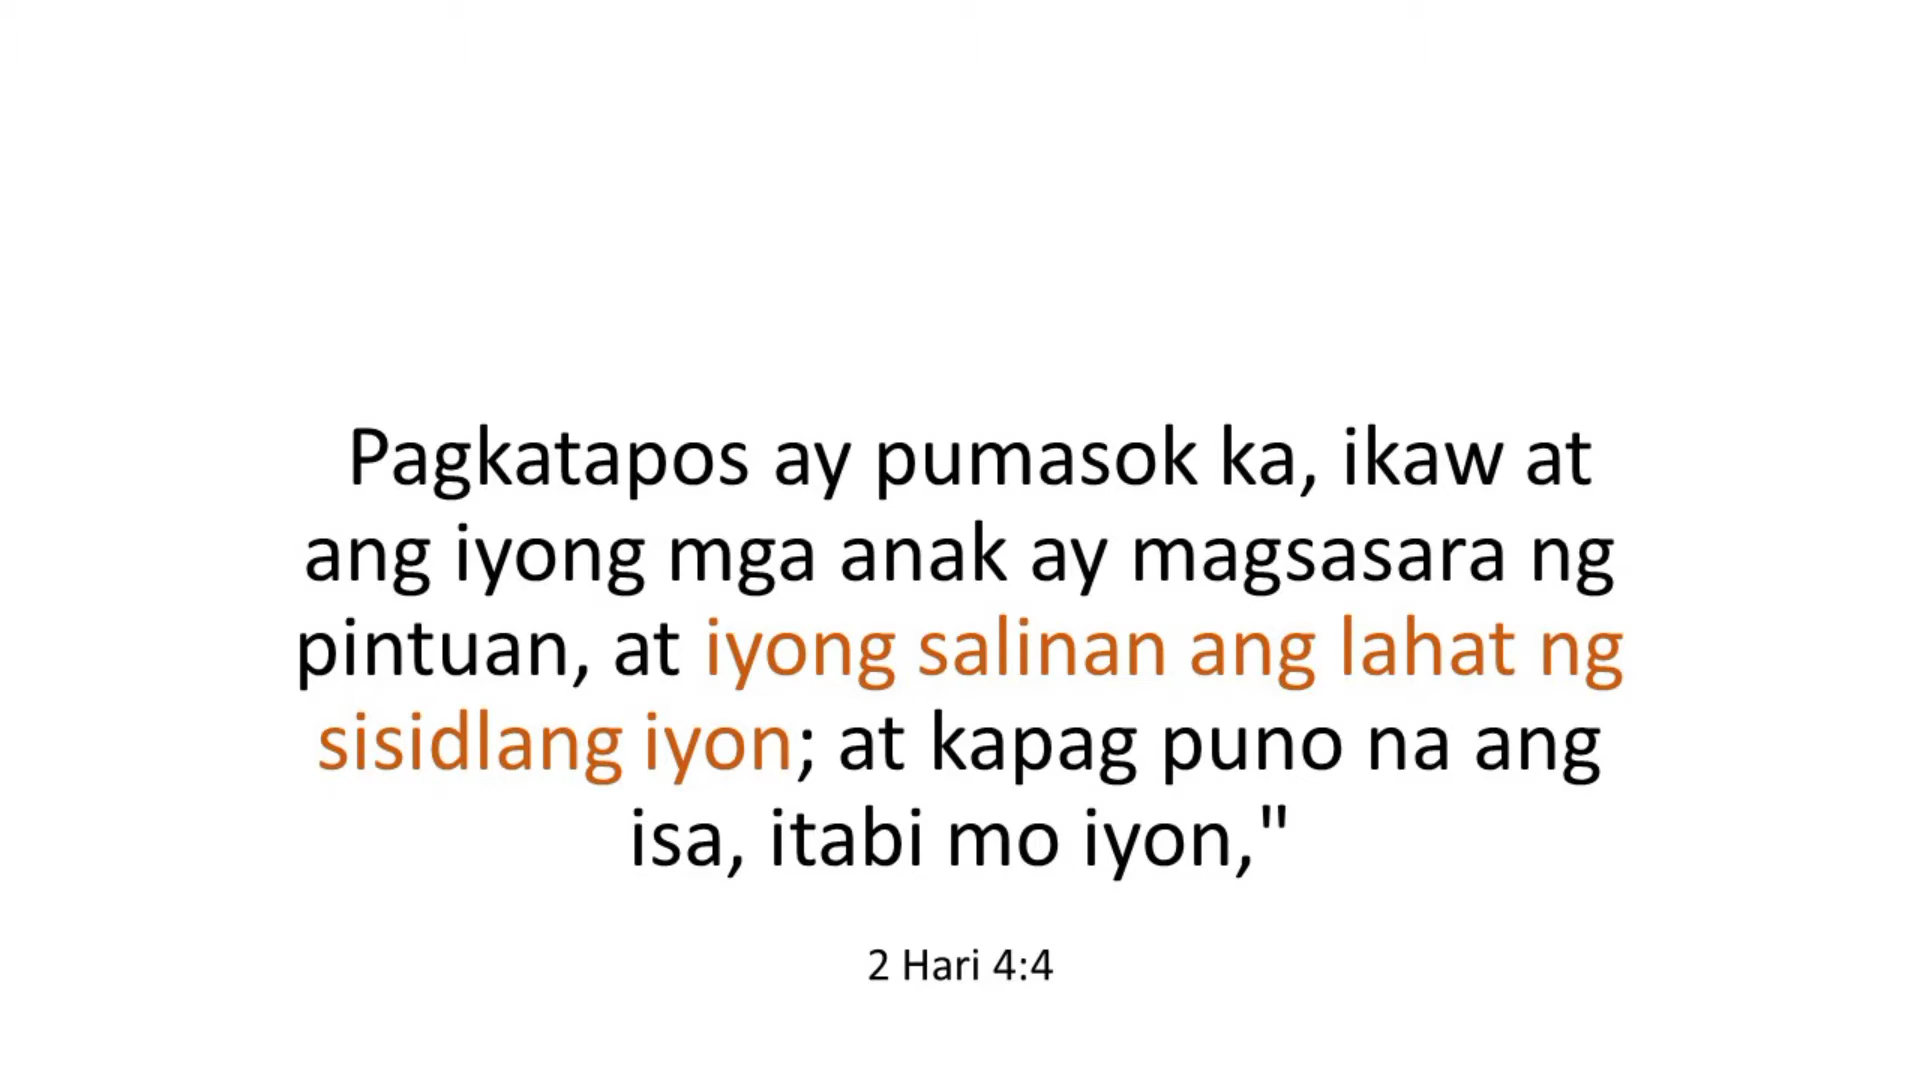 Pagkatapos ay pumasok ka, ikaw at
ang iyong mga anak ay magsasara ng
pintuan, at iyong salinan ang lahat ng
sisidlang iyon; at kapag puno na ang
isa, itabi mo iyon,"
2 Hari 4:4